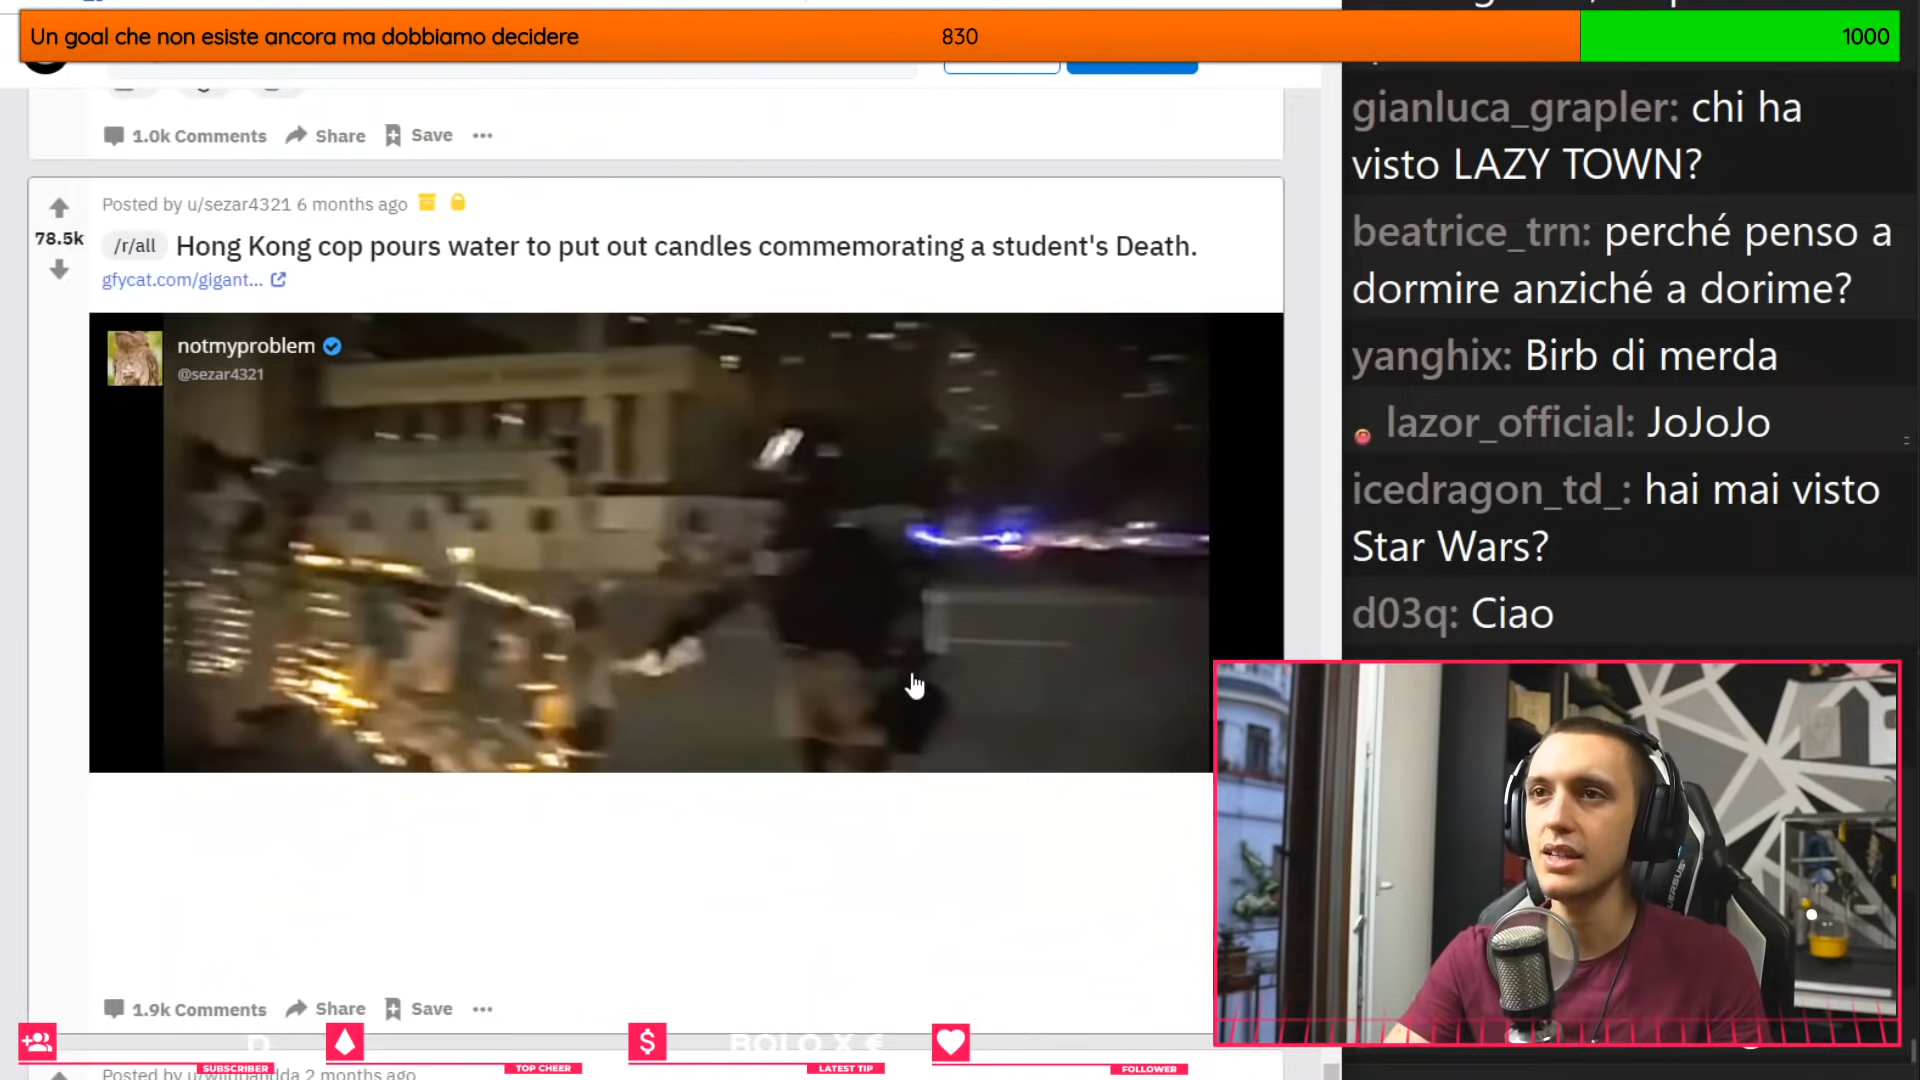 Un goal che non esiste ancora ma dobbiamo decidere 830 1000
1.0k Comments Share Save
Posted by u/sezar4321 6 months ago
78.5k
/r/all Hong Kong cop pours water to put out candles commemorating a student's Death.
gfycat.com/gigant...
notmyproblem
@sezar4321
1.9k Comments Share Save
SUBSCRIBER
TOP CHEER
BOLO X €
LATEST TIP
FOLLOWER
gianluca_grapler: chi ha
visto LAZY TOWN?
beatrice_trn: perché penso a
dormire anziché a dorime?
yanghix: Birb di merda
lazor_official: JoJoJo
icedragon_td_: hai mai visto
Star Wars?
d03q: Ciao